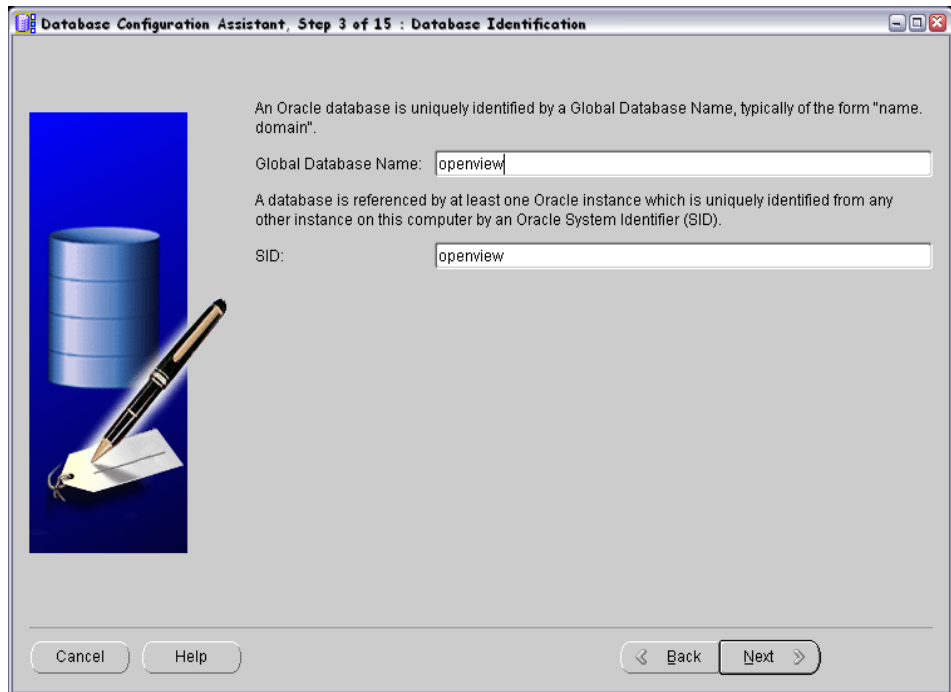 Database Configuration Assistant, Step 3 of 15 : Database Identification
An Oracle database is uniquely identified by a Global Database Name, typically of the form "name.
domain".
Global Database Name: openview
A database is referenced by at least one Oracle instance which is uniquely identified from any
other instance on this computer by an Oracle System Identifier (SID).
SID: openview
Cancel Help Back Next